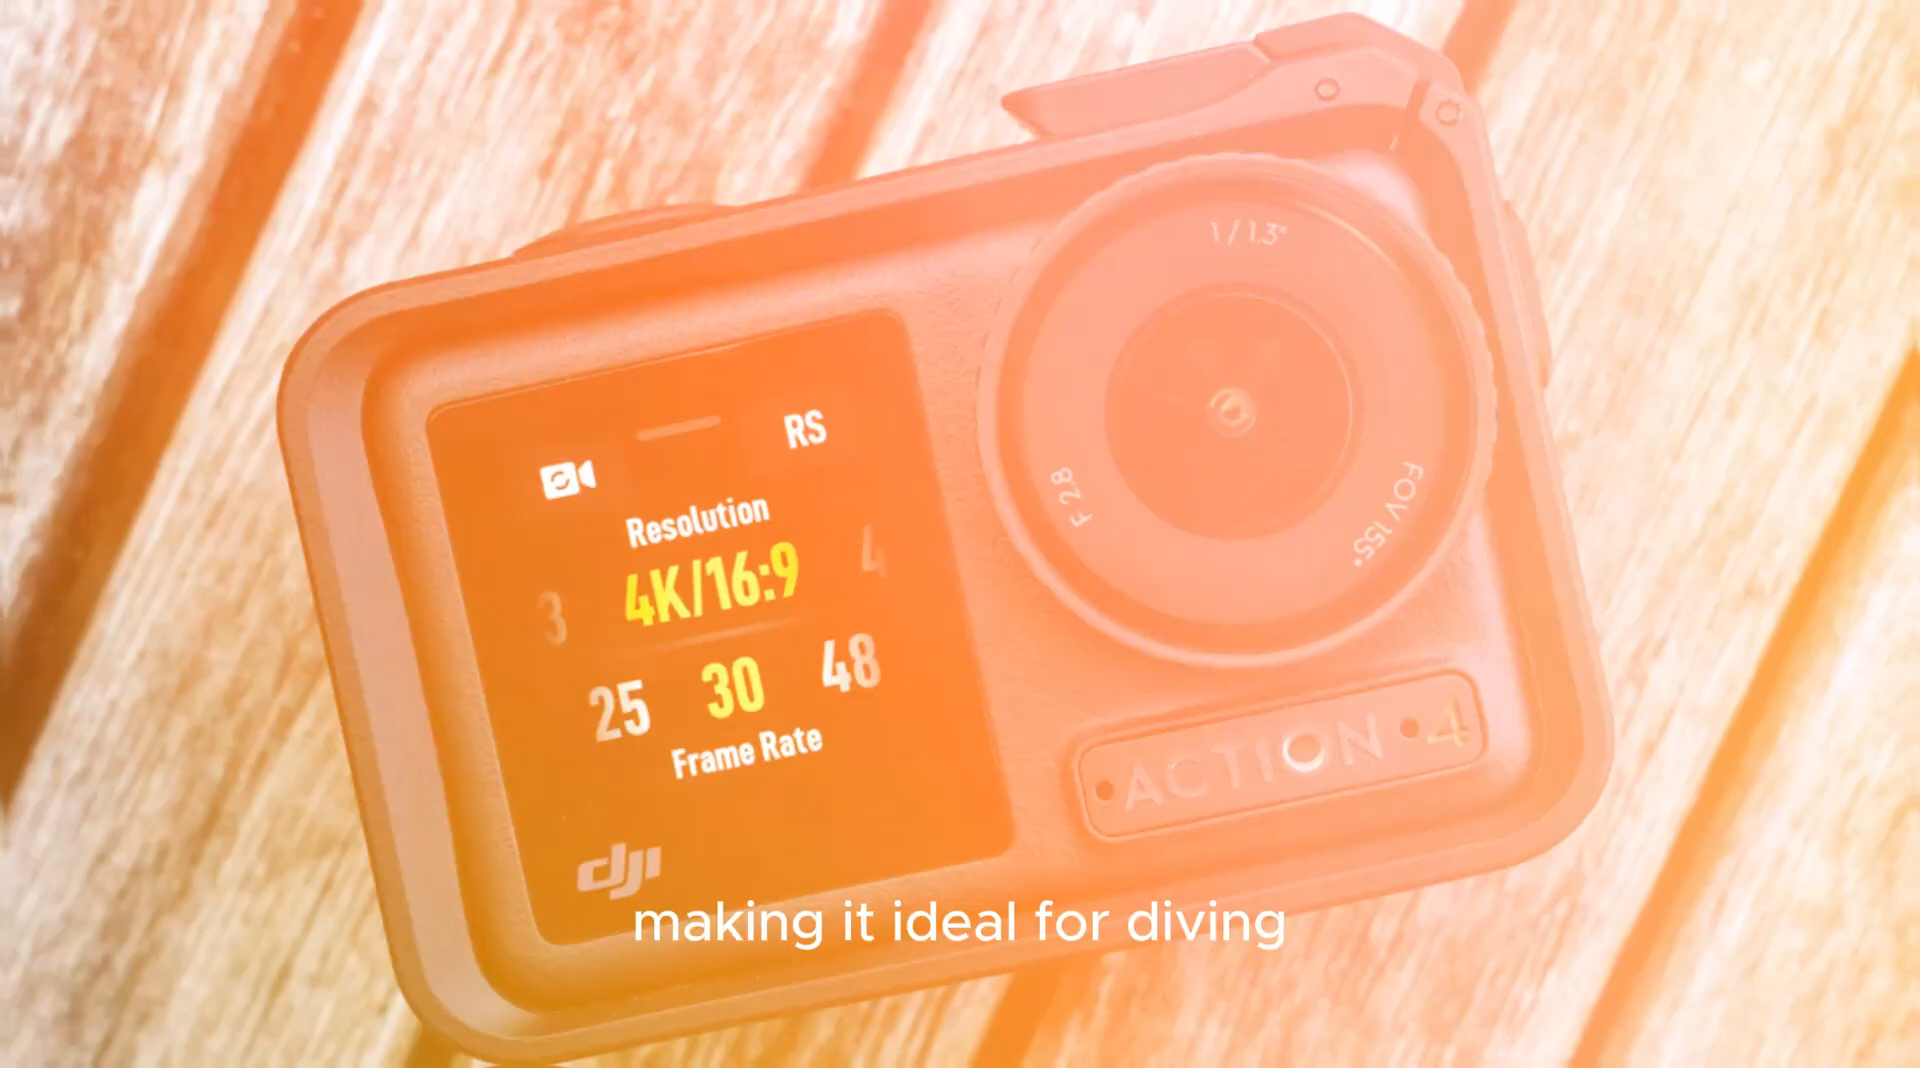 RS
Resolution
3 4K/16:9 4
25 30 48
Frame Rate
dji
1/1.3"
F 2.8
FOV 155°
ACTION 4
making it ideal for diving